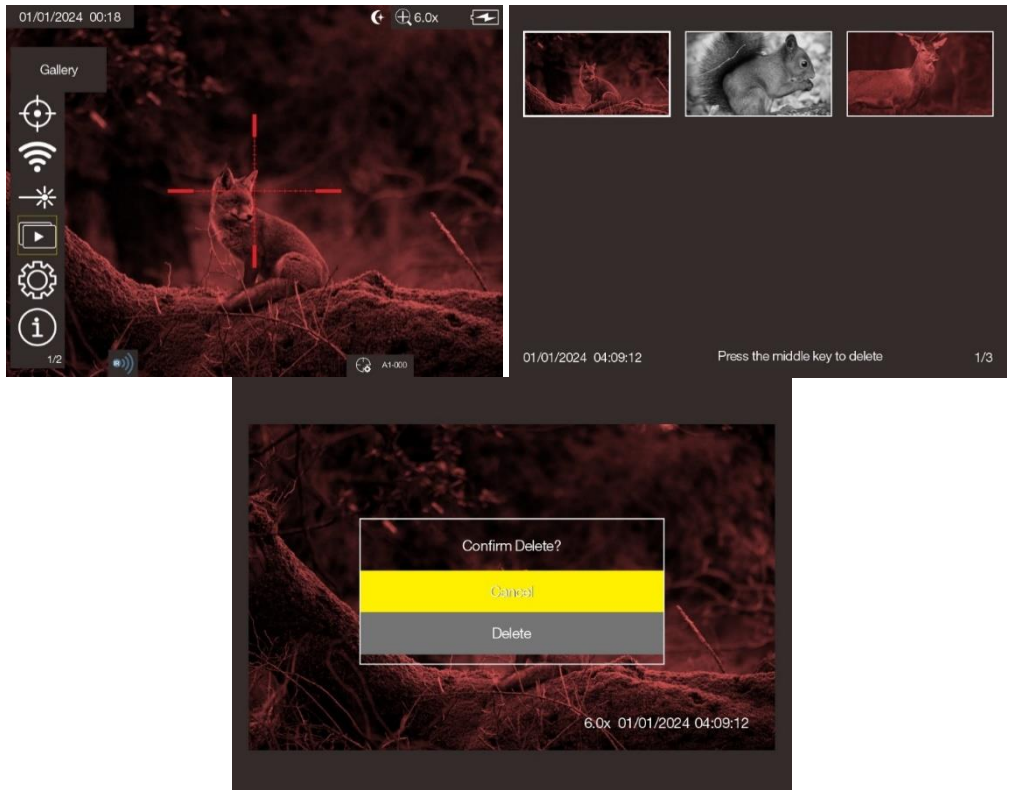 01/01/2024 00:18
6.0x
Gallery
1/2
A1-000
01/01/2024 04:09:12
Press the middle key to delete
1/3
Confirm Delete?
Cancel
Delete
6.0x 01/01/2024 04:09:12